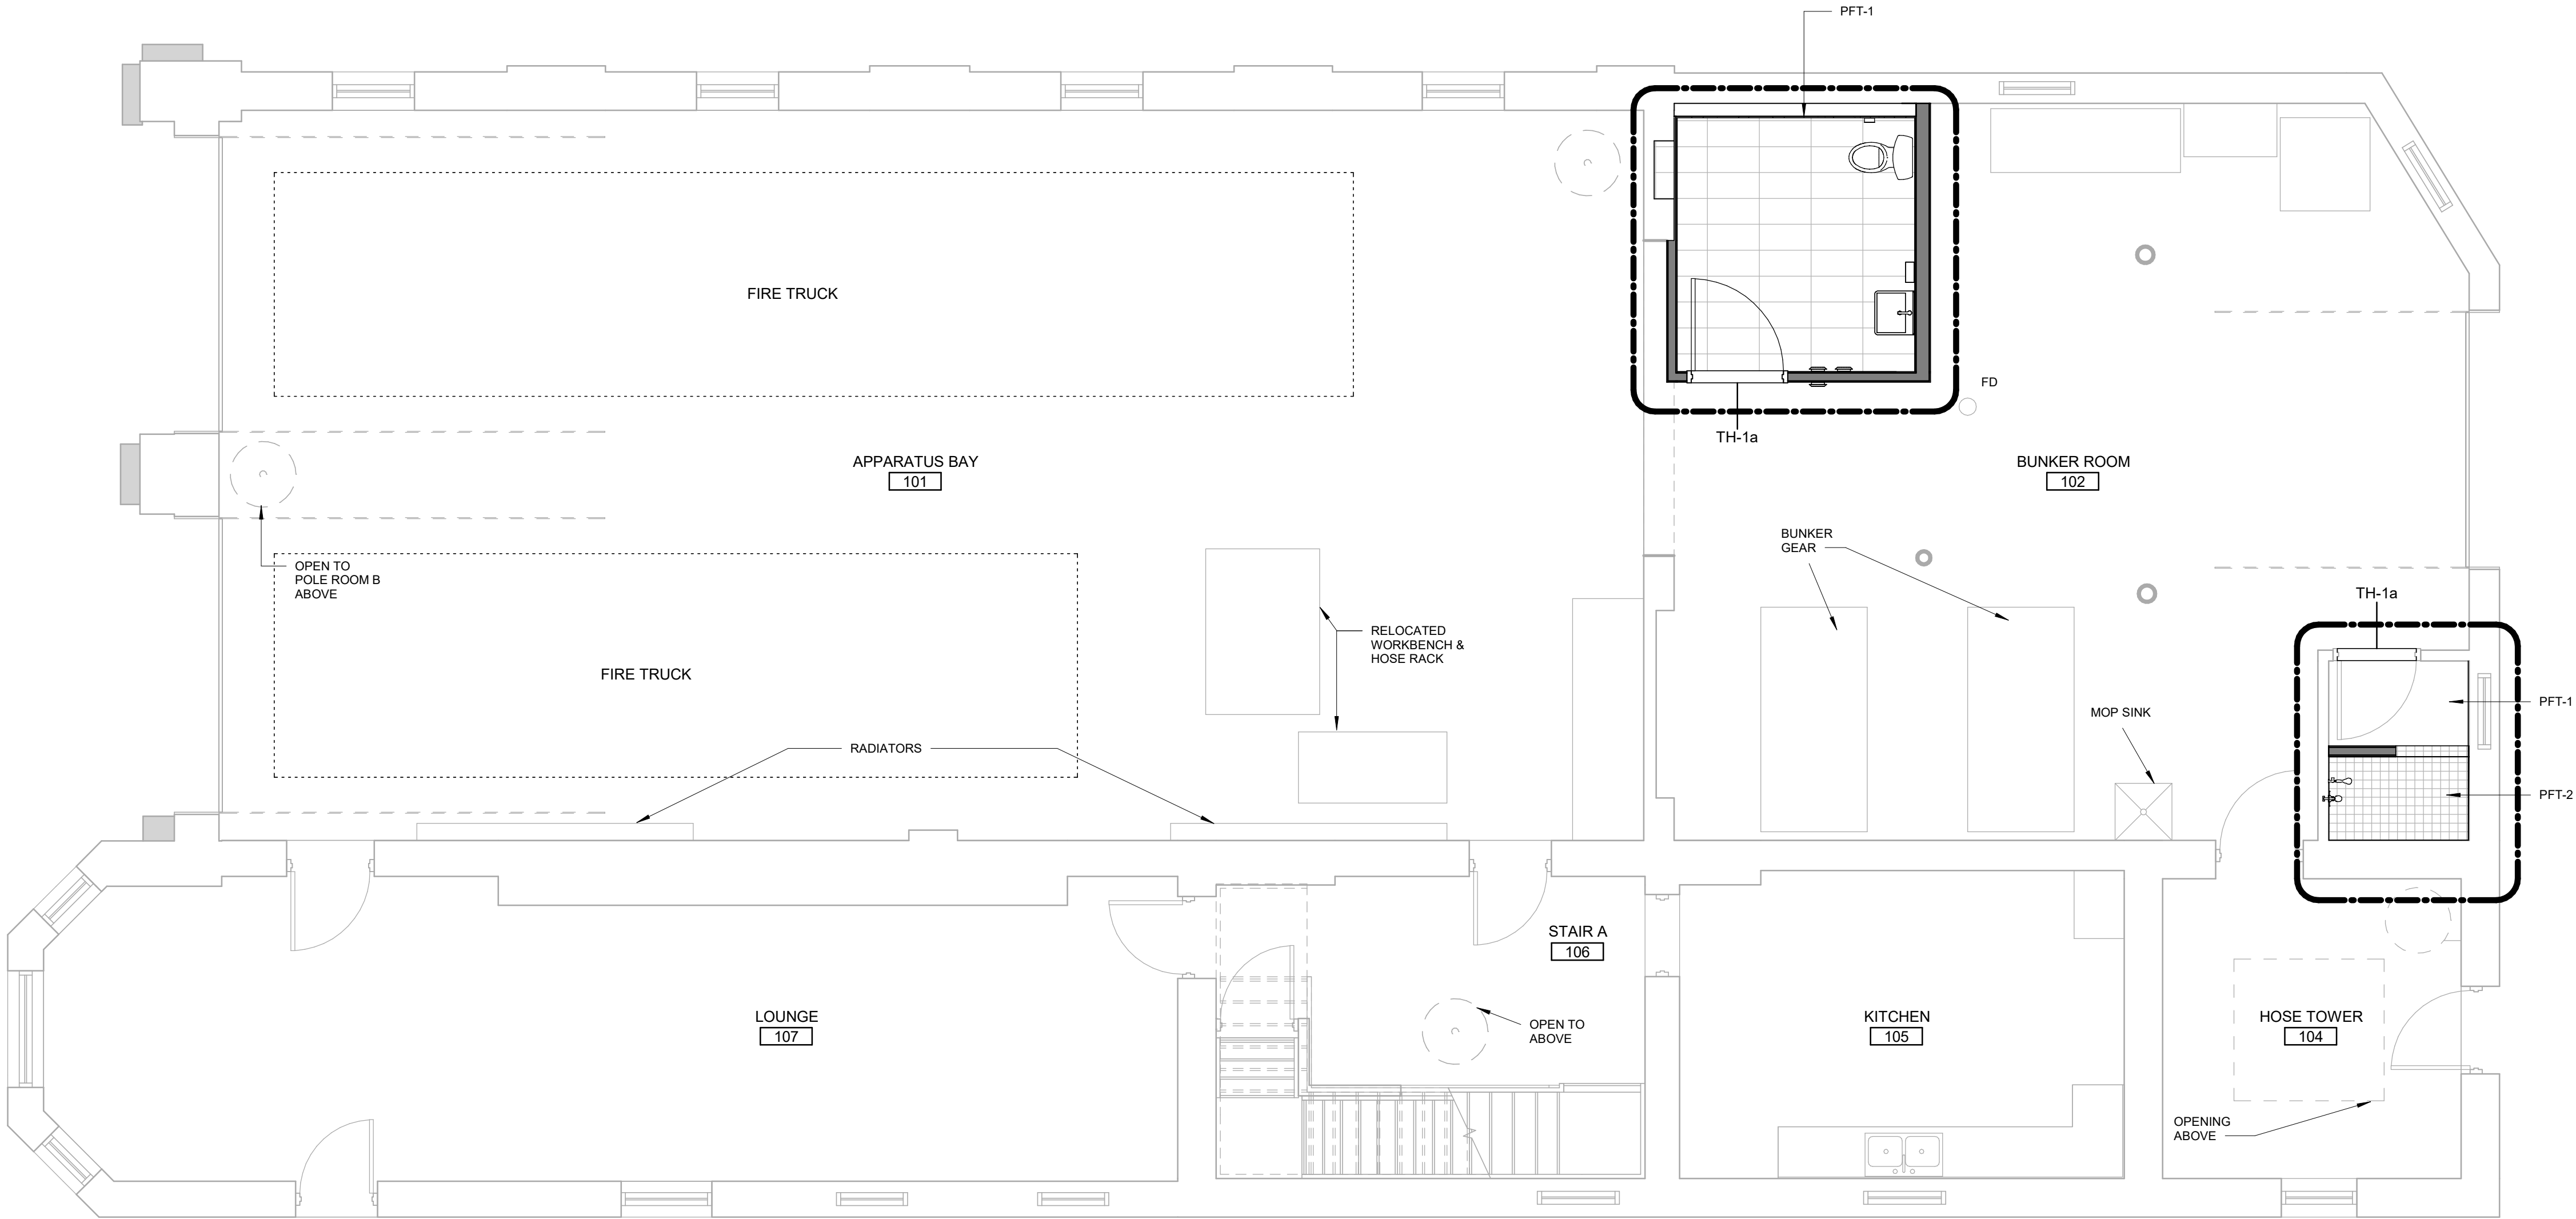 PFT-1
FIRE TRUCK
FD
TH-1a
APPARATUS BAY
101
BUNKER ROOM
102
BUNKER
GEAR
OPEN TO
POLE ROOM B
ABOVE
TH-1a
RELOCATED
WORKBENCH &
HOSE RACK
FIRE TRUCK
PFT-1
MOP SINK
RADIATORS
PFT-2
STAIR A
106
LOUNGE
107
OPEN TO
ABOVE
KITCHEN
105
HOSE TOWER
104
OPENING
ABOVE